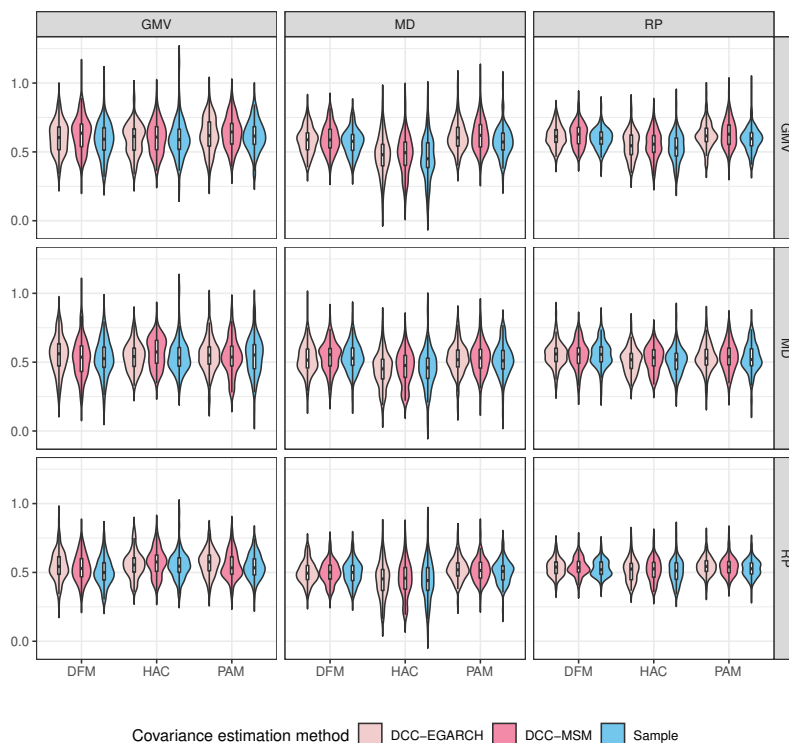 GMV MD RP
1.0
0.5
0.0
GMV
1.0
0.5
0.0
MD
1.0
0.5
0.0
RP
DFM HAC PAM DFM HAC PAM DFM HAC PAM
Covariance estimation method DCC−EGARCH DCC−MSM Sample